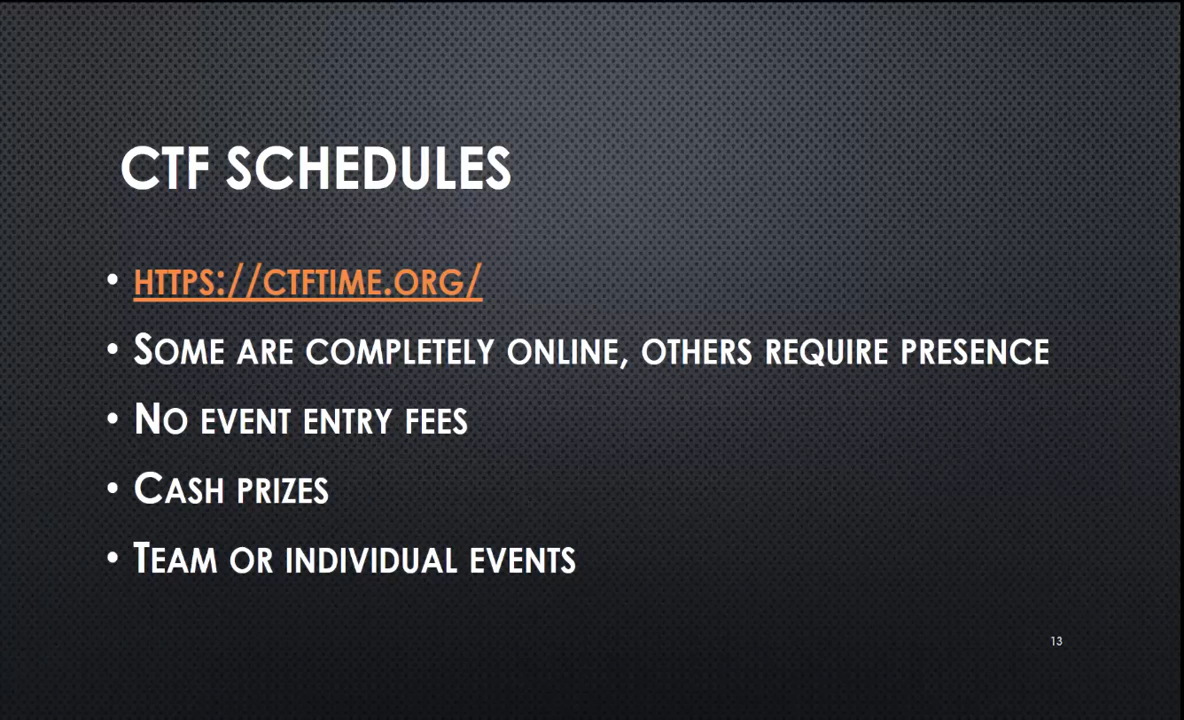 CTF SCHEDULES
• HTTPS://CTFTIME.ORG/
• SOME ARE COMPLETELY ONLINE, OTHERS REQUIRE PRESENCE
• NO EVENT ENTRY FEES
• CASH PRIZES
• TEAM OR INDIVIDUAL EVENTS
13